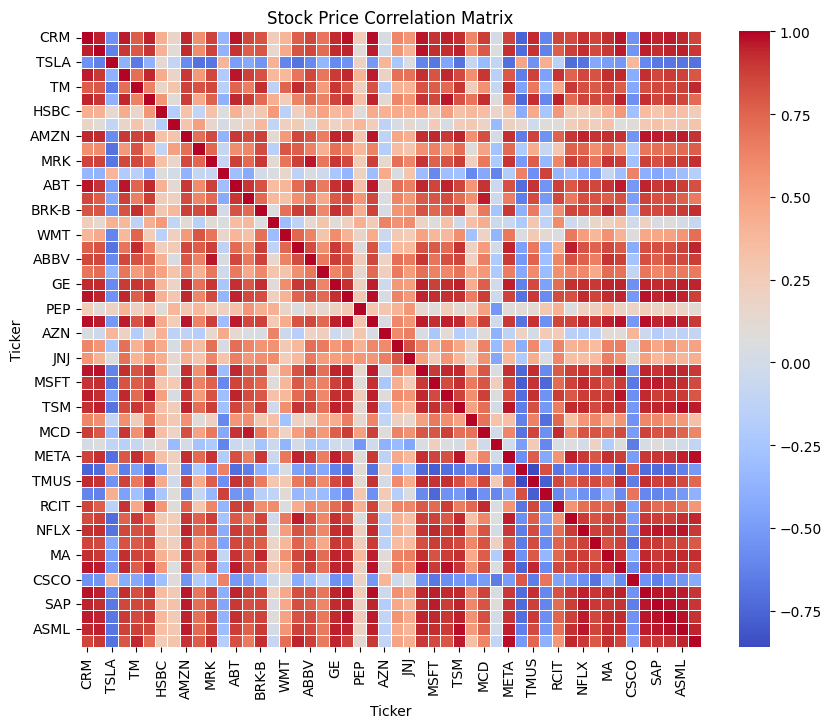 Stock Price Correlation Matrix
CRM
TSLA
TM
HSBC
AMZN
MRK
ABT
BRK-B
WMT
ABBV
GE
PEP
AZN
JNJ
MSFT
TSM
MCD
META
TMUS
RCIT
NFLX
MA
CSCO
SAP
ASML
Ticker
CRM
TSLA
TM
HSBC
AMZN
MRK
ABT
BRK-B
WMT
ABBV
GE
PEP
AZN
JNJ
MSFT
TSM
MCD
META
TMUS
RCIT
NFLX
MA
CSCO
SAP
ASML
Ticker
1.00
0.75
0.50
0.25
0.00
−0.25
−0.50
−0.75